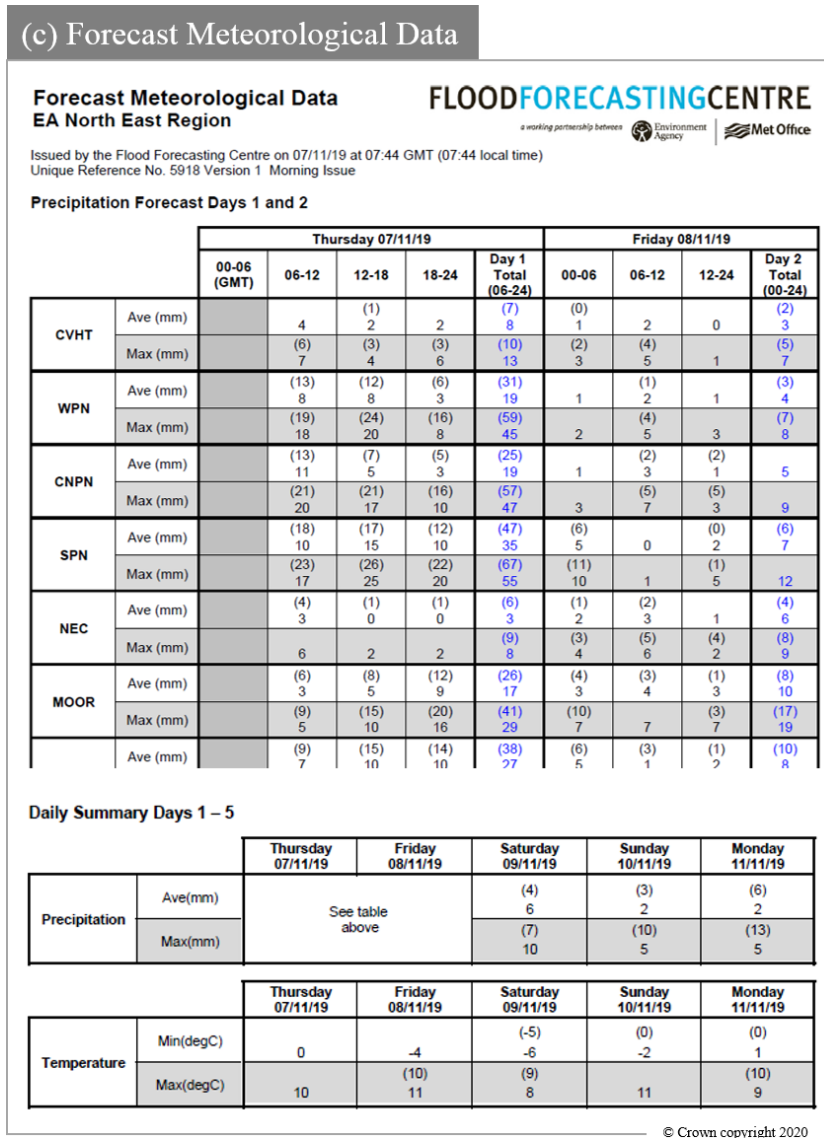 (c) Forecast Meteorological Data
Forecast Meteorological Data
EA North East Region
FLOODFORECASTINGCENTRE
a working partnership between Environment Agency Met Office
Issued by the Flood Forecasting Centre on 07/11/19 at 07:44 GMT (07:44 local time)
Unique Reference No. 5918 Version 1 Morning Issue
Precipitation Forecast Days 1 and 2
Thursday 07/11/19 Friday 08/11/19
00-06 (GMT) 06-12 12-18 18-24 Day 1 Total (06-24) 00-06 06-12 12-24 Day 2 Total (00-24)
CVHT
Ave (mm) 4 (1) 2 2 (7) 8 (0) 1 2 0 (2) 3
Max (mm) (6) 7 (3) 4 (3) 6 (10) 13 (2) 3 (4) 5 1 (5) 7
WPN
Ave (mm) (13) 8 (12) 8 (6) 3 (31) 19 1 (1) 2 1 (3) 4
Max (mm) (19) 18 (24) 20 (16) 8 (59) 45 2 (4) 5 3 (7) 8
CNPN
Ave (mm) (13) 11 (7) 5 (5) 3 (25) 19 1 (2) 3 (2) 1 5
Max (mm) (21) 20 (21) 17 (16) 10 (57) 47 3 (5) 7 (5) 3 9
SPN
Ave (mm) (18) 10 (17) 15 (12) 10 (47) 35 (6) 5 0 (0) 2 (6) 7
Max (mm) (23) 17 (26) 25 (22) 20 (67) 55 (11) 10 1 (1) 5 12
NEC
Ave (mm) (4) 3 (1) 0 (1) 0 (6) 3 (1) 2 (2) 3 1 (4) 6
Max (mm) 6 2 2 (9) 8 (3) 4 (5) 6 (4) 2 (8) 9
MOOR
Ave (mm) (6) 3 (8) 5 (12) 9 (26) 17 (4) 3 (3) 4 (1) 3 (8) 10
Max (mm) (9) 5 (15) 10 (20) 16 (41) 29 (10) 7 7 (3) 7 (17) 19
Ave (mm) (9) 7 (15) 10 (14) 10 (38) 27 (6) 5 (3) 1 (1) 2 (10) 8
Daily Summary Days 1 – 5
Thursday 07/11/19 Friday 08/11/19 Saturday 09/11/19 Sunday 10/11/19 Monday 11/11/19
Precipitation
Ave(mm) See table above (4) 6 (3) 2 (6) 2
Max(mm) (7) 10 (10) 5 (13) 5
Thursday 07/11/19 Friday 08/11/19 Saturday 09/11/19 Sunday 10/11/19 Monday 11/11/19
Temperature
Min(degC) 0 -4 (-5) -6 (0) -2 (0) 1
Max(degC) 10 (10) 11 (9) 8 11 (10) 9
© Crown copyright 2020